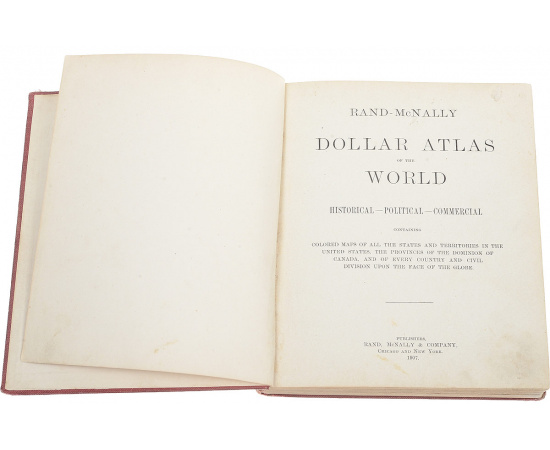 RAND-MCNALLY
DOLLAR ATLAS
OF THE
WORLD
HISTORICAL—POLITICAL—COMMERCIAL
CONTAINING
COLORED MAPS OF ALL THE STATES AND TERRITORIES IN THE
UNITED STATES, THE PROVINCES OF THE DOMINION OF
CANADA, AND OF EVERY COUNTRY AND CIVIL
DIVISION UPON THE FACE OF THE GLOBE.
PUBLISHERS,
RAND, MCNALLY & COMPANY,
CHICAGO AND NEW YORK.
1897.